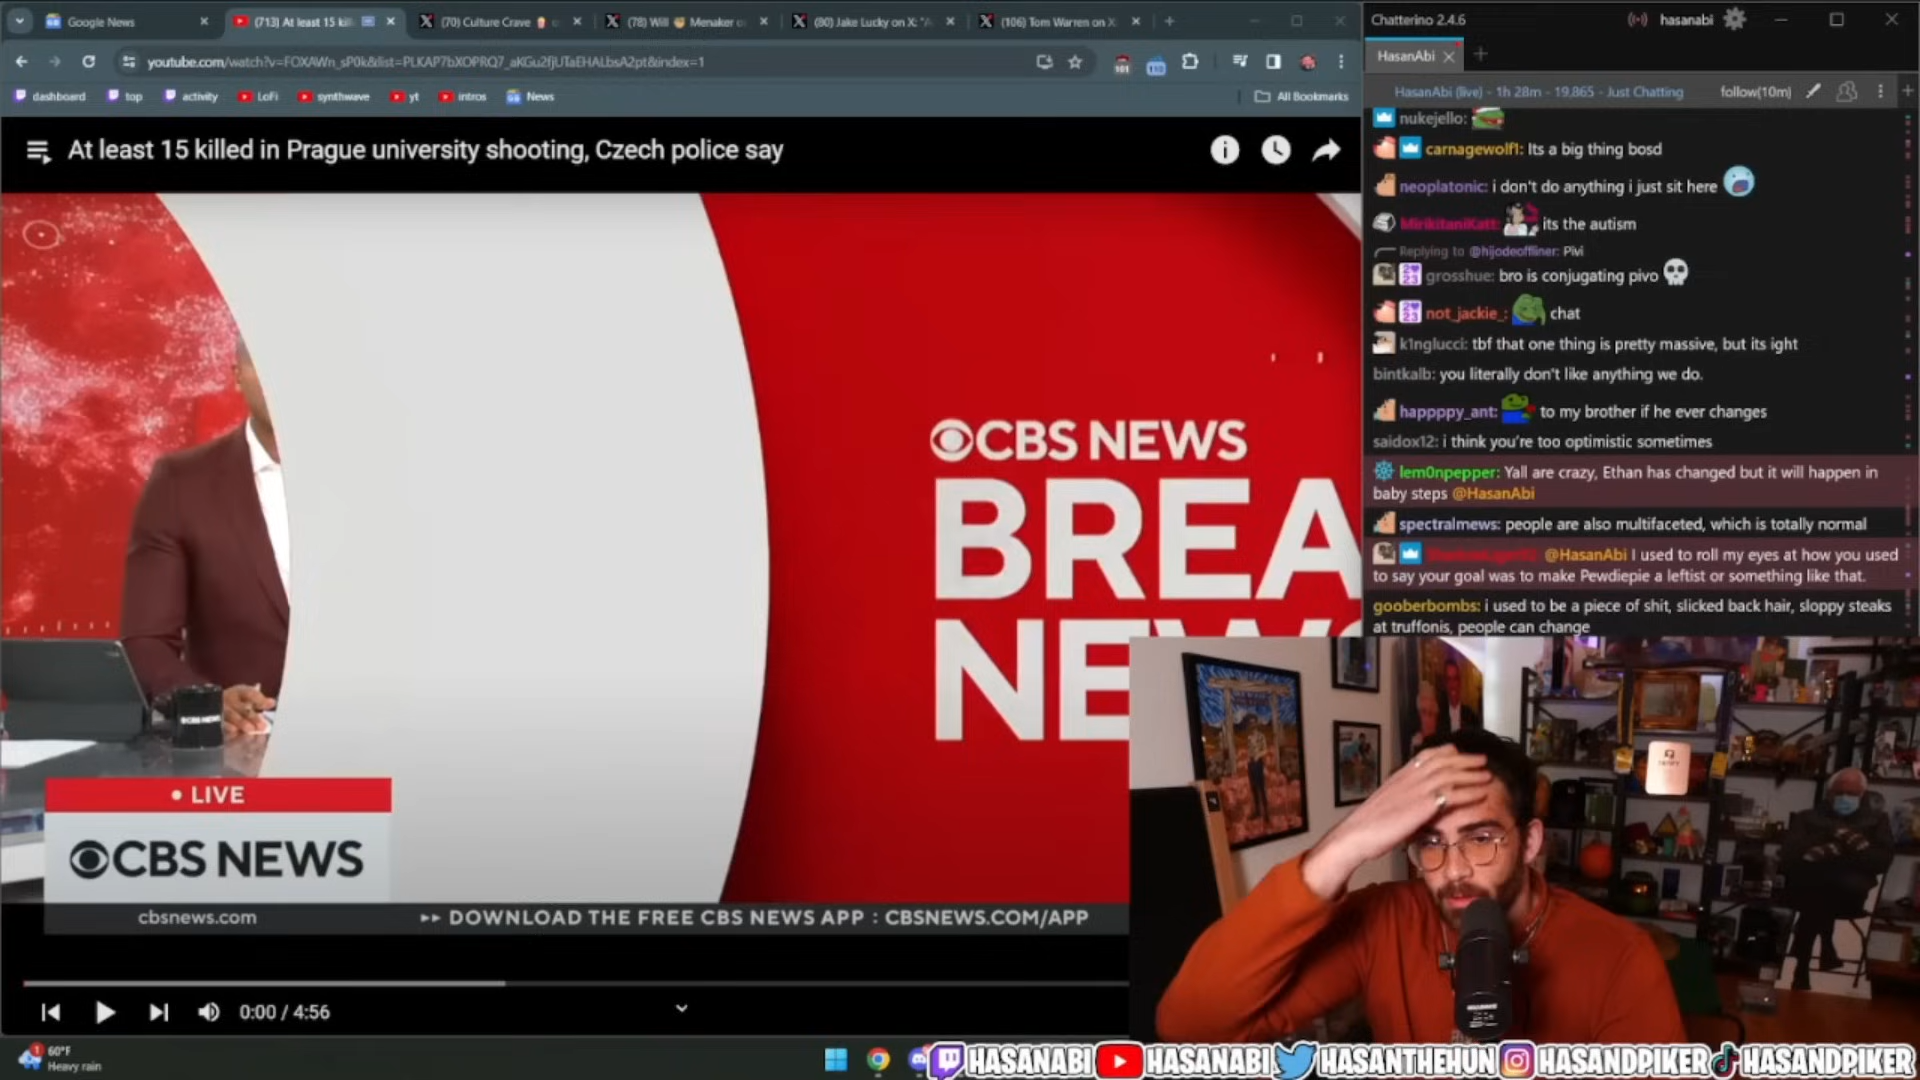 Google News
(713) At least 15 kill
(70) Culture Crave
(78) Will
Menaker o
(80) Jake Lucky on X: "A
(106) Tom Warren on X
youtube.com/watch?v=FOXAWn_sP0k&list=PLKAP7bXOPRQ7_aKGu2fjUTaEHALbsA2pt&index=1
dashboard
top
activity
LoFi
synthwave
yt
intros
News
All Bookmarks
At least 15 killed in Prague university shooting, Czech police say
CBS NEWS
BREA
NEWS
CBS NEWS
LIVE
CBS NEWS
cbsnews.com
DOWNLOAD THE FREE CBS NEWS APP : CBSNEWS.COM/APP
0:00 / 4:56
60°F
Heavy rain
Chatterino 2.4.6
hasanabi
HasanAbi
HasanAbi (live) - 1h 28m - 19,865 - Just Chatting
follow(10m)
nukejello:
carnagewolf1: Its a big thing bosd
neoplatonic: i don't do anything i just sit here
MirikitaniKatt: its the autism
Replying to @hijodeoffliner: Pivi
grosshue: bro is conjugating pivo
not_jackie_: chat
k1nglucci: tbf that one thing is pretty massive, but its ight
bintkalb: you literally don't like anything we do.
happppy_ant: to my brother if he ever changes
saidox12: i think you're too optimistic sometimes
lem0npepper: Yall are crazy, Ethan has changed but it will happen in
baby steps @HasanAbi
spectralmews: people are also multifaceted, which is totally normal
@HasanAbi I used to roll my eyes at how you used
to say your goal was to make Pewdiepie a leftist or something like that.
gooberbombs: i used to be a piece of shit, slicked back hair, sloppy steaks
at truffonis, people can change
HASANABI
HASANABI
HASANTHEHUN
HASANDPIKER
HASANDPIKER